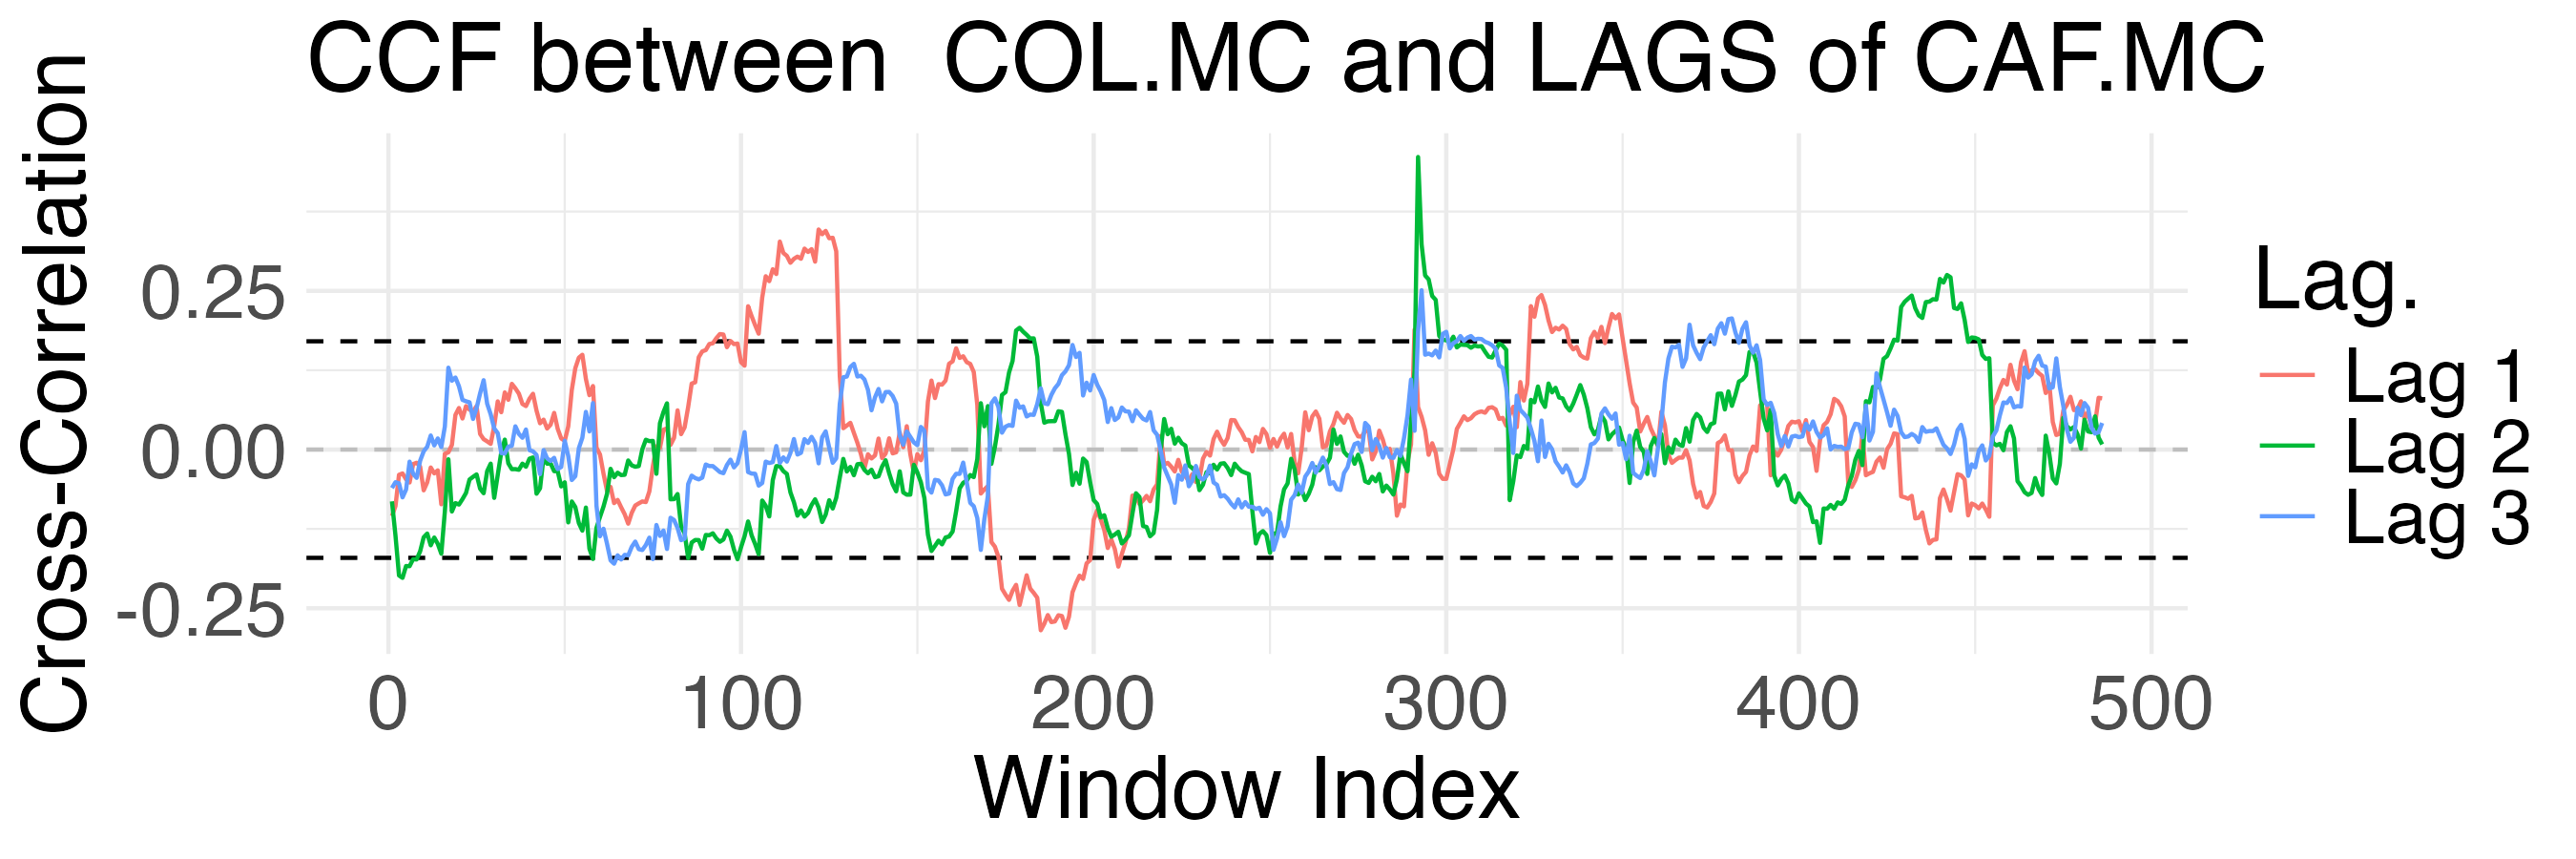 CCF between  COL.MC and LAGS of CAF.MC
Cross-Correlation
0.25
0.00
-0.25
0 100 200 300 400 500
Window Index
Lag.
Lag 1
Lag 2
Lag 3